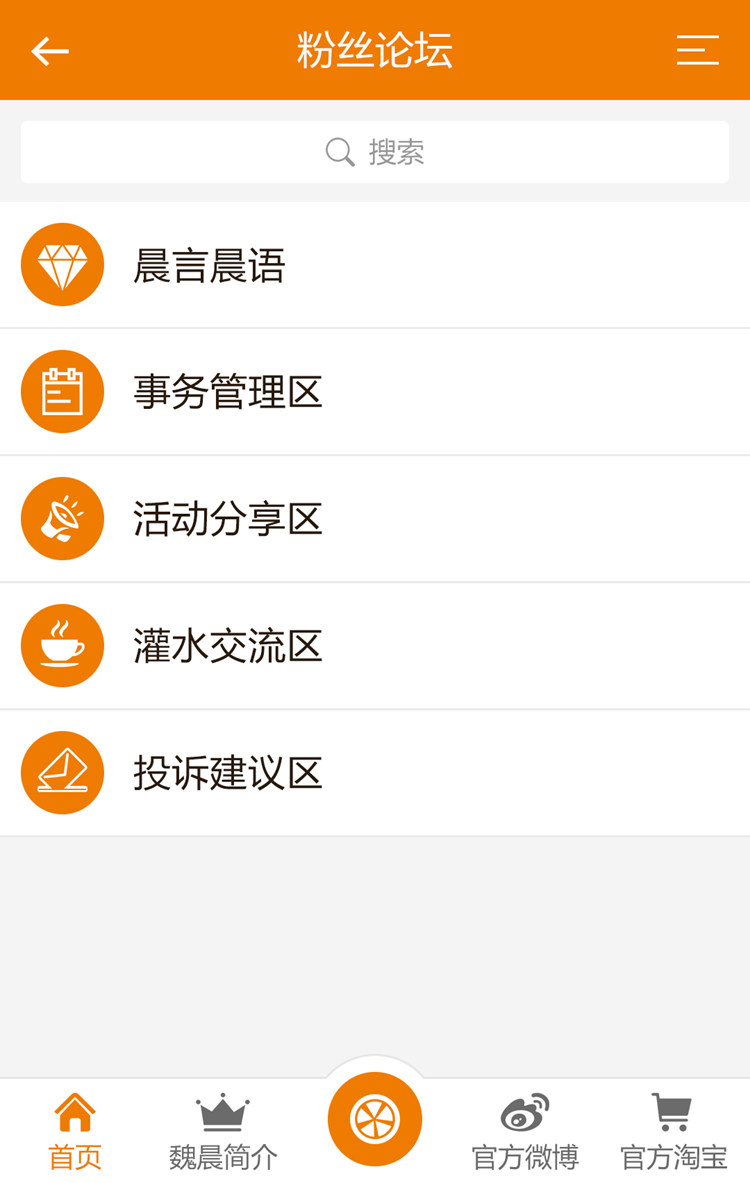 粉丝论坛
搜索
晨言晨语
事务管理区
活动分享区
灌水交流区
投诉建议区
首页
魏晨简介
官方微博
官方淘宝